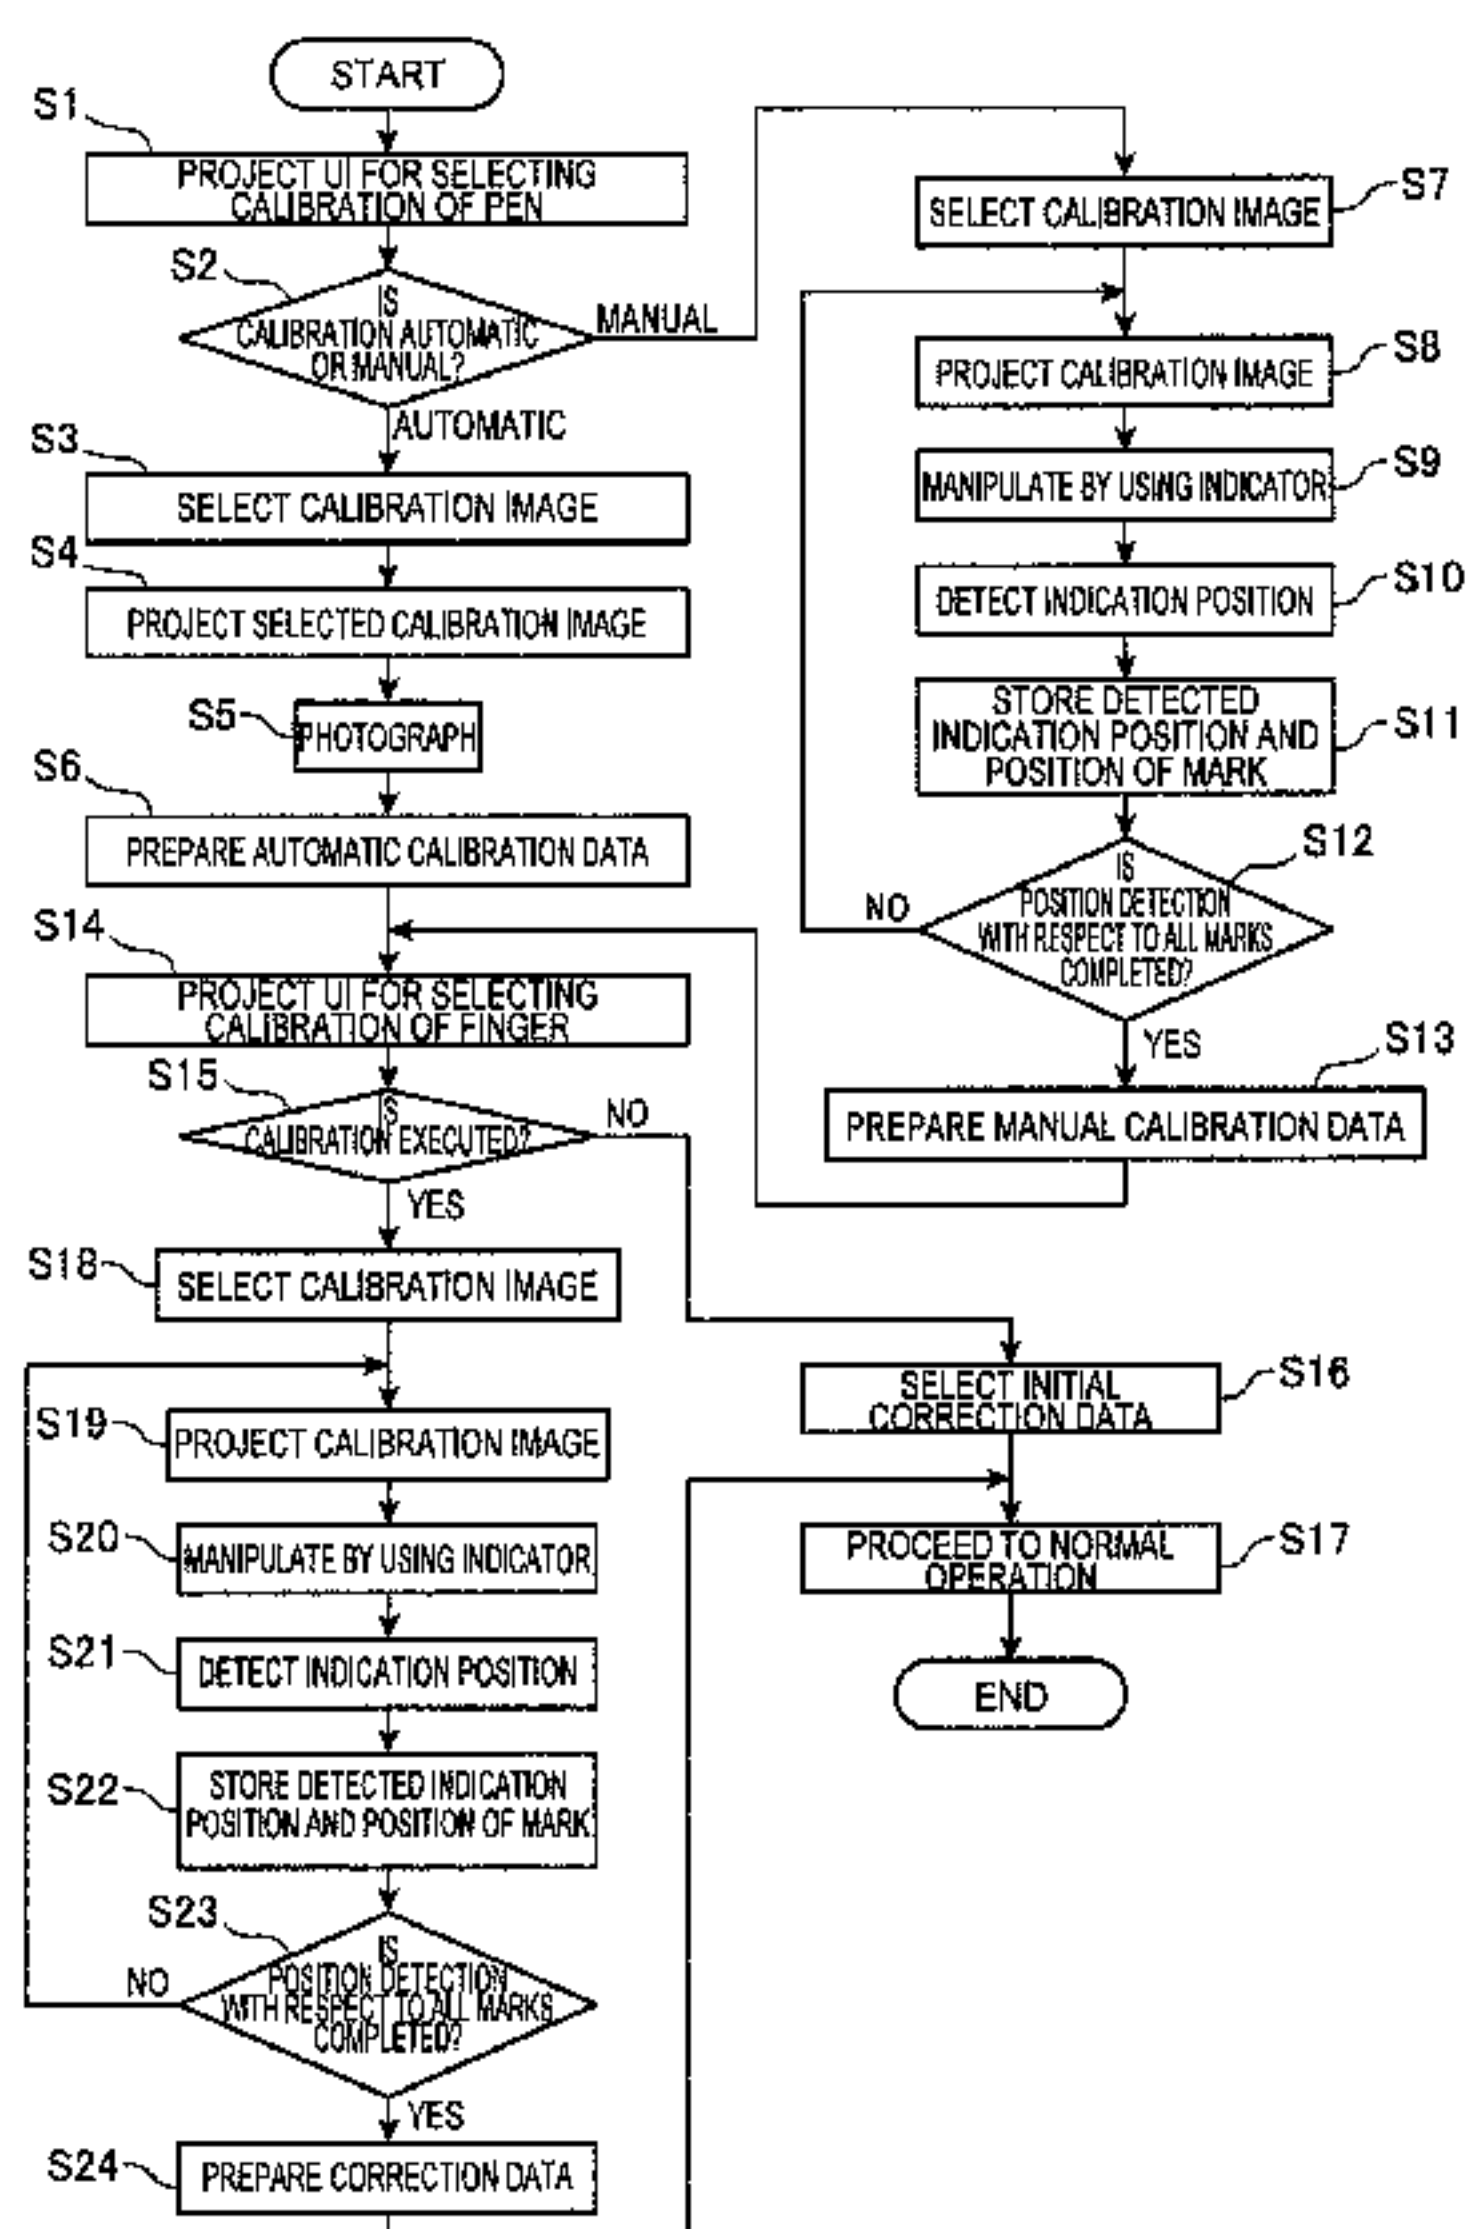 START
S1
PROJECT UI FOR SELECTING
CALIBRATION OF PEN
S2
IS
CALIBRATION AUTOMATIC
OR MANUAL?
MANUAL
AUTOMATIC
S3
SELECT CALIBRATION IMAGE
S4
PROJECT SELECTED CALIBRATION IMAGE
S5
PHOTOGRAPH
S6
PREPARE AUTOMATIC CALIBRATION DATA
S7
SELECT CALIBRATION IMAGE
S8
PROJECT CALIBRATION IMAGE
S9
MANIPULATE BY USING INDICATOR
S10
DETECT INDICATION POSITION
S11
STORE DETECTED
INDICATION POSITION AND
POSITION OF MARK
S12
IS
POSITION DETECTION
WITH RESPECT TO ALL MARKS
COMPLETED?
NO
YES
S13
PREPARE MANUAL CALIBRATION DATA
S14
PROJECT UI FOR SELECTING
CALIBRATION OF FINGER
S15
IS
CALIBRATION EXECUTED?
NO
YES
S16
SELECT INITIAL
CORRECTION DATA
S17
PROCEED TO NORMAL
OPERATION
END
S18
SELECT CALIBRATION IMAGE
S19
PROJECT CALIBRATION IMAGE
S20
MANIPULATE BY USING INDICATOR
S21
DETECT INDICATION POSITION
S22
STORE DETECTED INDICATION
POSITION AND POSITION OF MARK
S23
IS
POSITION DETECTION
WITH RESPECT TO ALL MARKS
COMPLETED?
NO
YES
S24
PREPARE CORRECTION DATA